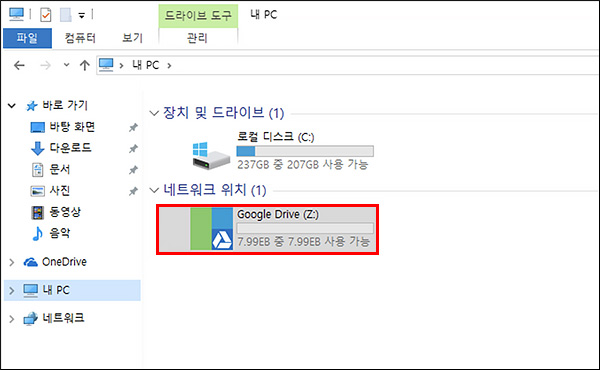 드라이브 도구
내 PC
파일
컴퓨터
보기
관리
내 PC
바로 가기
바탕 화면
다운로드
문서
사진
동영상
음악
OneDrive
내 PC
네트워크
장치 및 드라이브 (1)
로컬 디스크 (C:)
237GB 중 207GB 사용 가능
네트워크 위치 (1)
Google Drive (Z:)
7.99EB 중 7.99EB 사용 가능